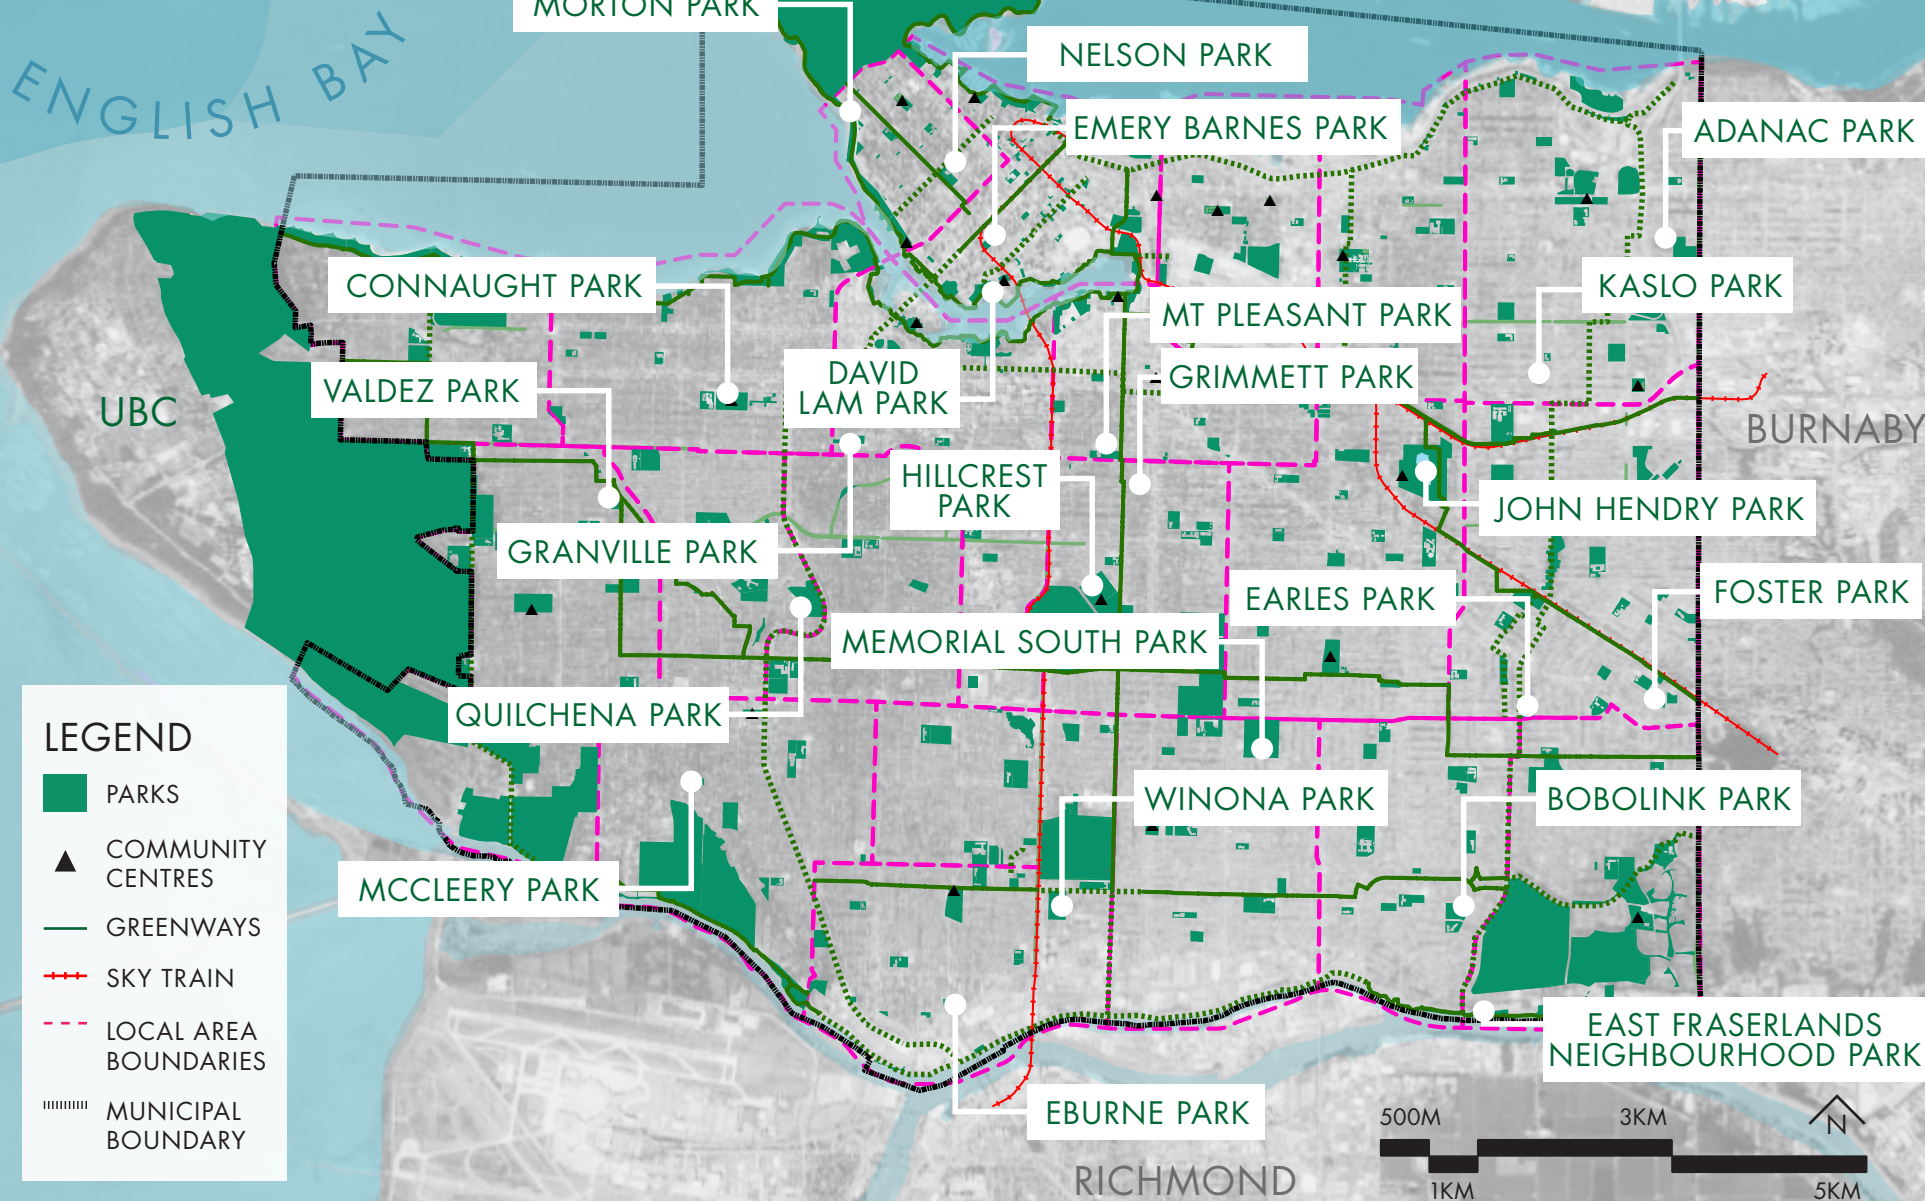 MORTON PARK
NELSON PARK
ENGLISH BAY
EMERY BARNES PARK
ADANAC PARK
CONNAUGHT PARK
KASLO PARK
MT PLEASANT PARK
VALDEZ PARK
DAVID
LAM PARK
GRIMMETT PARK
UBC
BURNABY
HILLCREST
PARK
JOHN HENDRY PARK
GRANVILLE PARK
EARLES PARK
FOSTER PARK
MEMORIAL SOUTH PARK
QUILCHENA PARK
WINONA PARK
BOBOLINK PARK
MCCLEERY PARK
EAST FRASERLANDS
NEIGHBOURHOOD PARK
EBURNE PARK
RICHMOND
LEGEND
PARKS
COMMUNITY
CENTRES
GREENWAYS
SKY TRAIN
LOCAL AREA
BOUNDARIES
MUNICIPAL
BOUNDARY
500M
3KM
N
1KM
5KM